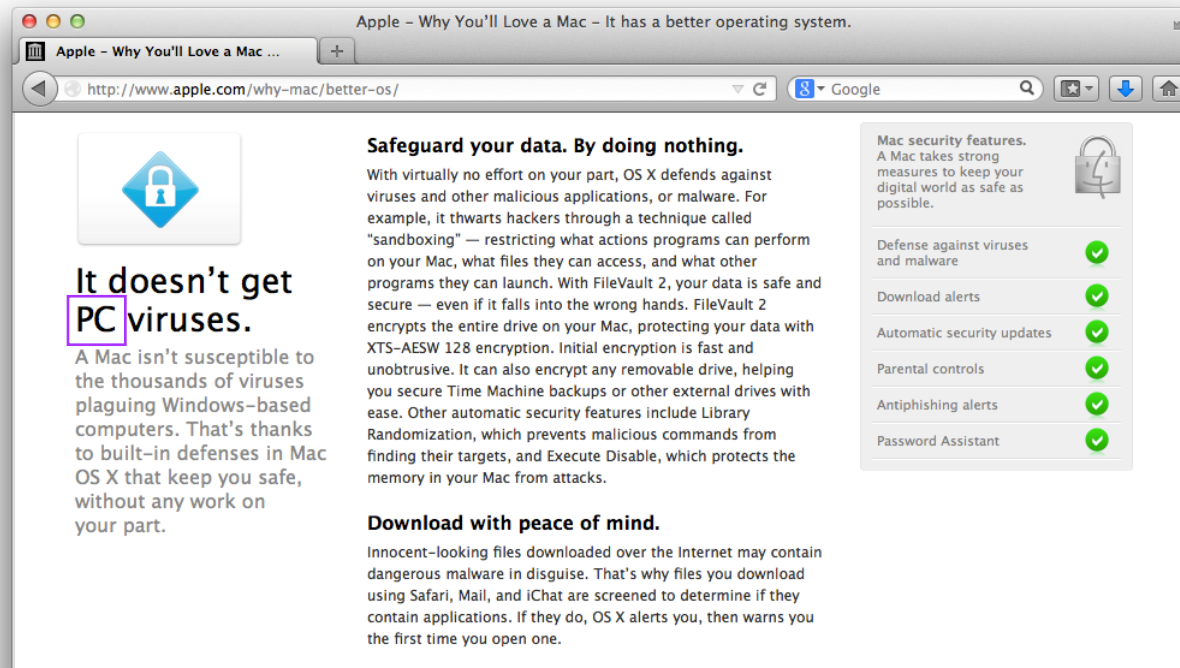 Apple – Why You’ll Love a Mac – It has a better operating system.
Apple – Why You'll Love a Mac ...
http://www.apple.com/why-mac/better-os/
Google
It doesn’t get
PC viruses.
A Mac isn’t susceptible to
the thousands of viruses
plaguing Windows-based
computers. That’s thanks
to built-in defenses in Mac
OS X that keep you safe,
without any work on
your part.
Safeguard your data. By doing nothing.
With virtually no effort on your part, OS X defends against
viruses and other malicious applications, or malware. For
example, it thwarts hackers through a technique called
“sandboxing” — restricting what actions programs can perform
on your Mac, what files they can access, and what other
programs they can launch. With FileVault 2, your data is safe and
secure — even if it falls into the wrong hands. FileVault 2
encrypts the entire drive on your Mac, protecting your data with
XTS-AESW 128 encryption. Initial encryption is fast and
unobtrusive. It can also encrypt any removable drive, helping
you secure Time Machine backups or other external drives with
ease. Other automatic security features include Library
Randomization, which prevents malicious commands from
finding their targets, and Execute Disable, which protects the
memory in your Mac from attacks.
Download with peace of mind.
Innocent-looking files downloaded over the Internet may contain
dangerous malware in disguise. That’s why files you download
using Safari, Mail, and iChat are screened to determine if they
contain applications. If they do, OS X alerts you, then warns you
the first time you open one.
Mac security features.
A Mac takes strong
measures to keep your
digital world as safe as
possible.
Defense against viruses
and malware
Download alerts
Automatic security updates
Parental controls
Antiphishing alerts
Password Assistant